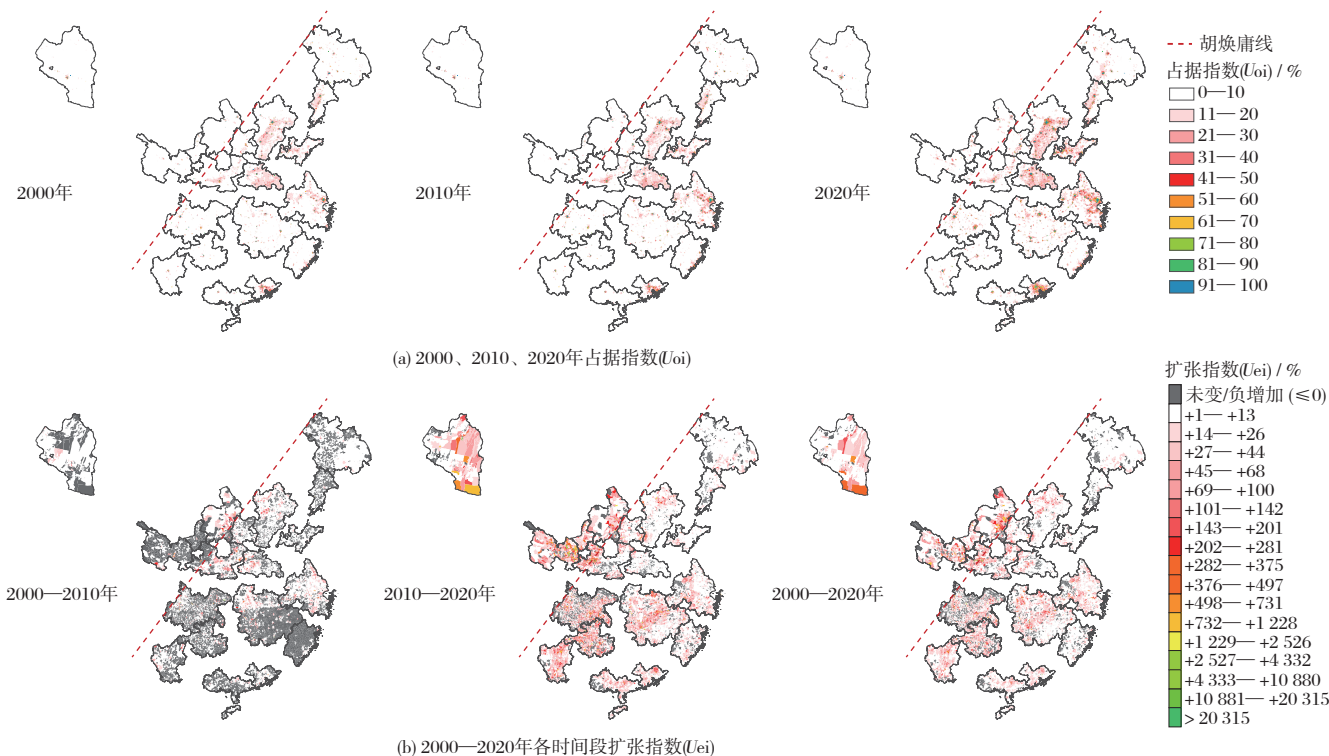 胡焕庸线
占据指数(Uoi) / %
0—10
11—20
21—30
31—40
41—50
51—60
61—70
71—80
81—90
91—100
2000年
2010年
2020年
(a) 2000、2010、2020年占据指数(Uoi)
扩张指数(Uei) / %
未变/负增加 (≤0)
+1— +13
+14— +26
+27— +44
+45— +68
+69— +100
+101— +142
+143— +201
+202— +281
+282— +375
+376— +497
+498— +731
+732— +1 228
+1 229— +2 526
+2 527— +4 332
+4 333— +10 880
+10 881— +20 315
> 20 315
2000—2010年
2010—2020年
2000—2020年
(b) 2000—2020年各时间段扩张指数(Uei)